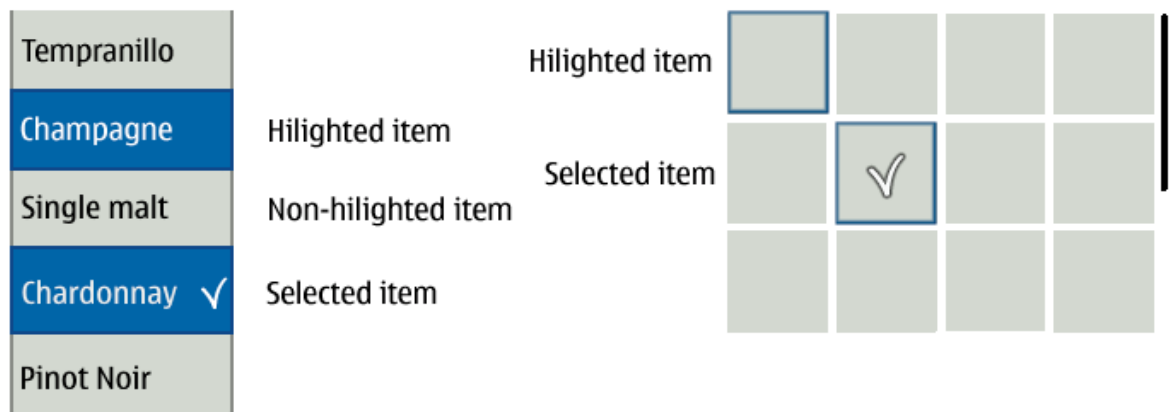 Tempranillo
Champagne
Single malt
Chardonnay
Pinot Noir
Hilighted item
Non-hilighted item
Selected item
Hilighted item
Selected item